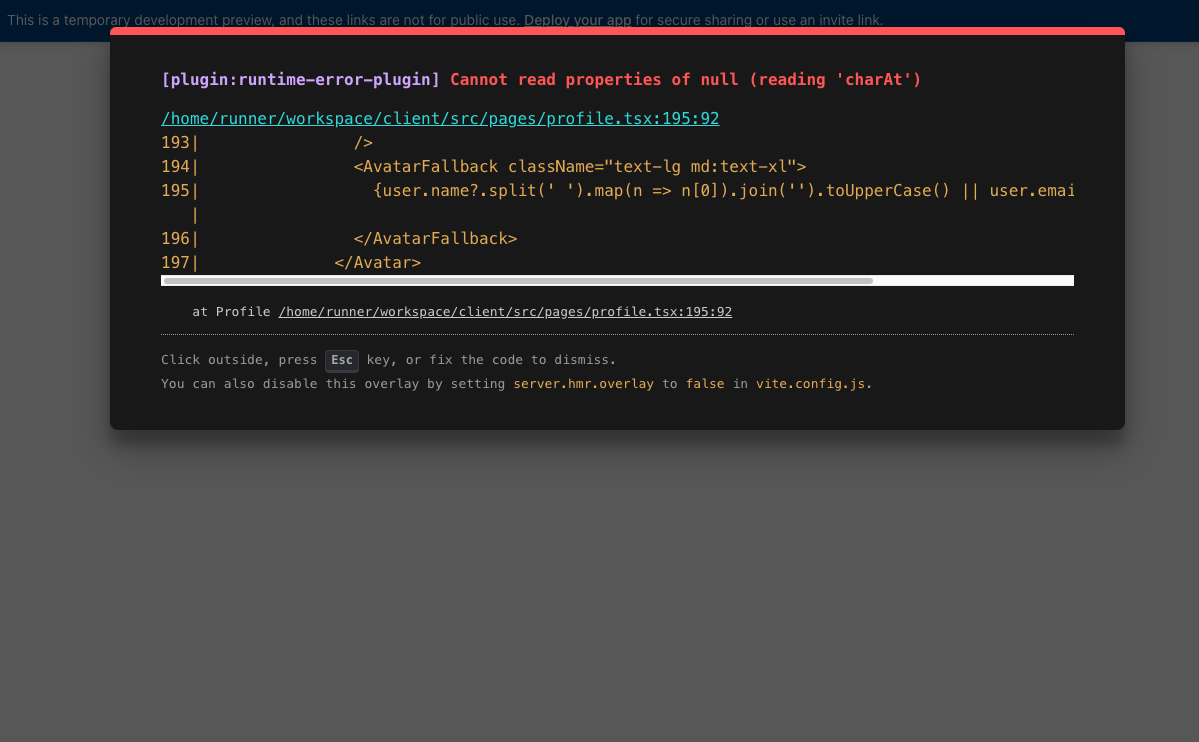 This is a temporary development preview, and these links are not for public use. Deploy your app for secure sharing or use an invite link.
[plugin:runtime-error-plugin] Cannot read properties of null (reading 'charAt')
/home/runner/workspace/client/src/pages/profile.tsx:195:92
193|                />
194|                <AvatarFallback className="text-lg md:text-xl">
195|                  {user.name?.split(' ').map(n => n[0]).join('').toUpperCase() || user.emai
|
196|                </AvatarFallback>
197|              </Avatar>
at Profile /home/runner/workspace/client/src/pages/profile.tsx:195:92
Click outside, press Esc key, or fix the code to dismiss.
You can also disable this overlay by setting server.hmr.overlay to false in vite.config.js.